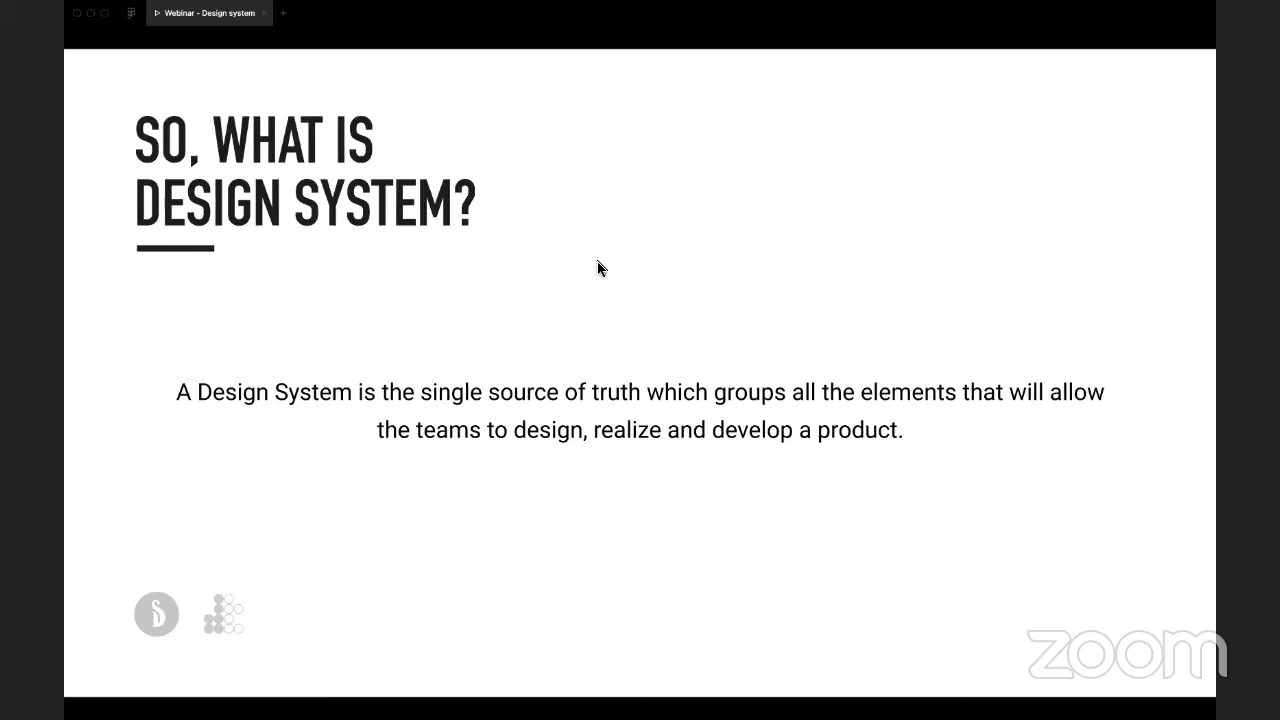 Webinar - Design system
SO, WHAT IS
DESIGN SYSTEM?
A Design System is the single source of truth which groups all the elements that will allow
the teams to design, realize and develop a product.
zoom